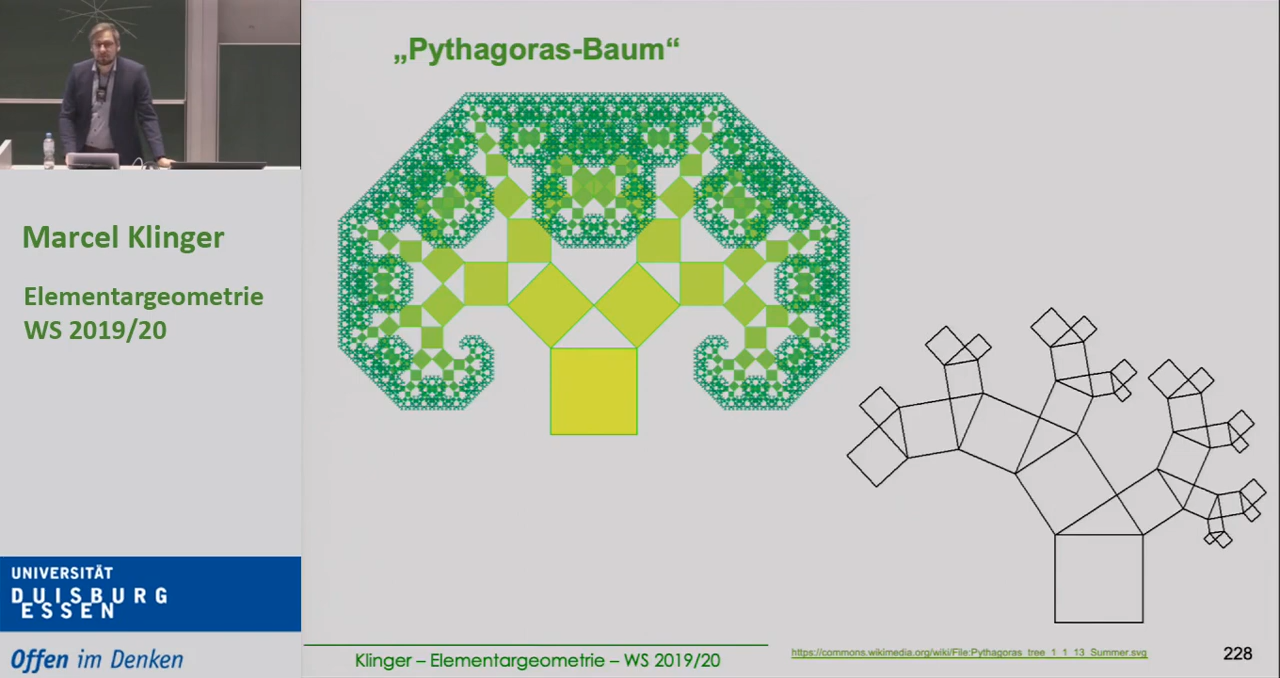 „Pythagoras-Baum“
Marcel Klinger
Elementargeometrie
WS 2019/20
UNIVERSITÄT
DUISBURG
ESSEN
Offen im Denken
Klinger – Elementargeometrie – WS 2019/20
https://commons.wikimedia.org/wiki/File:Pythagoras_tree_1_1_13_Summer.svg
228